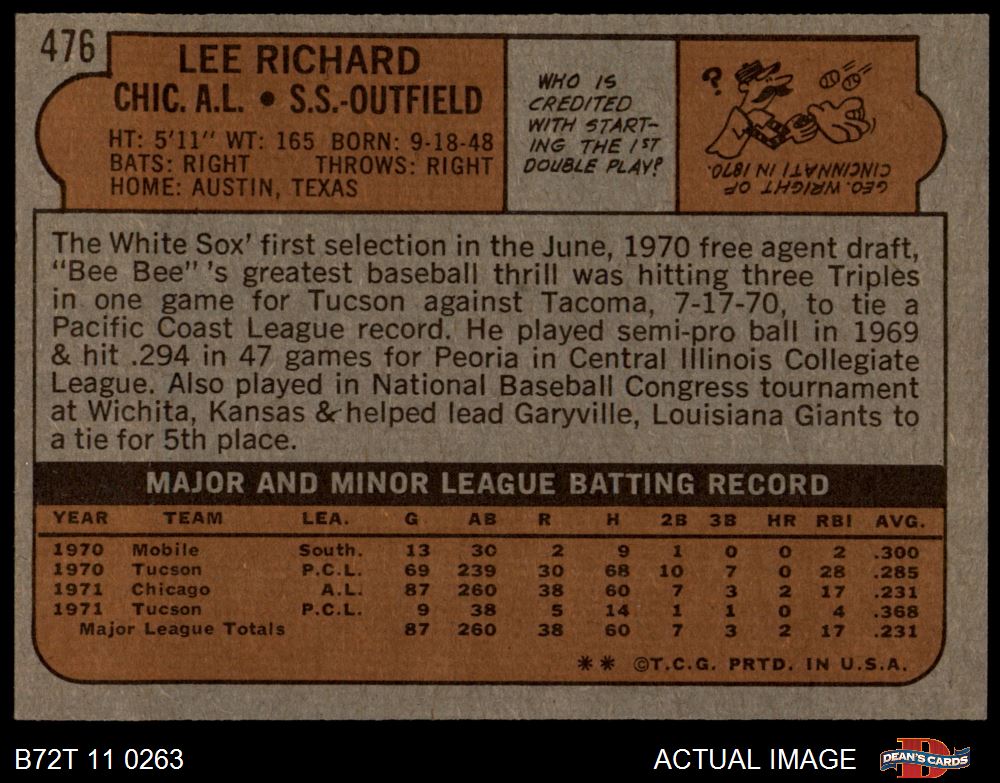 476
LEE RICHARD
CHIC. A.L. • S.S.-OUTFIELD
HT: 5'11" WT: 165 BORN: 9-18-48
BATS: RIGHT THROWS: RIGHT
HOME: AUSTIN, TEXAS
WHO IS
CREDITED
WITH START-
ING THE 1ST
DOUBLE PLAY?
?
GEO. WRIGHT OF
CINCINNATI IN 1870.
The White Sox' first selection in the June, 1970 free agent draft,
"Bee Bee" 's greatest baseball thrill was hitting three Triples
in one game for Tucson against Tacoma, 7-17-70, to tie a
Pacific Coast League record. He played semi-pro ball in 1969
& hit .294 in 47 games for Peoria in Central Illinois Collegiate
League. Also played in National Baseball Congress tournament
at Wichita, Kansas & helped lead Garyville, Louisiana Giants to
a tie for 5th place.
MAJOR AND MINOR LEAGUE BATTING RECORD
YEAR TEAM LEA. G AB R H 2B 3B HR RBI AVG.
1970 Mobile South. 13 30 2 9 1 0 0 2 .300
1970 Tucson P.C.L. 69 239 30 68 10 7 0 28 .285
1971 Chicago A.L. 87 260 38 60 7 3 2 17 .231
1971 Tucson P.C.L. 9 38 5 14 1 1 0 4 .368
Major League Totals 87 260 38 60 7 3 2 17 .231
** ©T.C.G. PRTD. IN U.S.A.
B72T 11 0263
ACTUAL IMAGE
D
DEAN'S CARDS